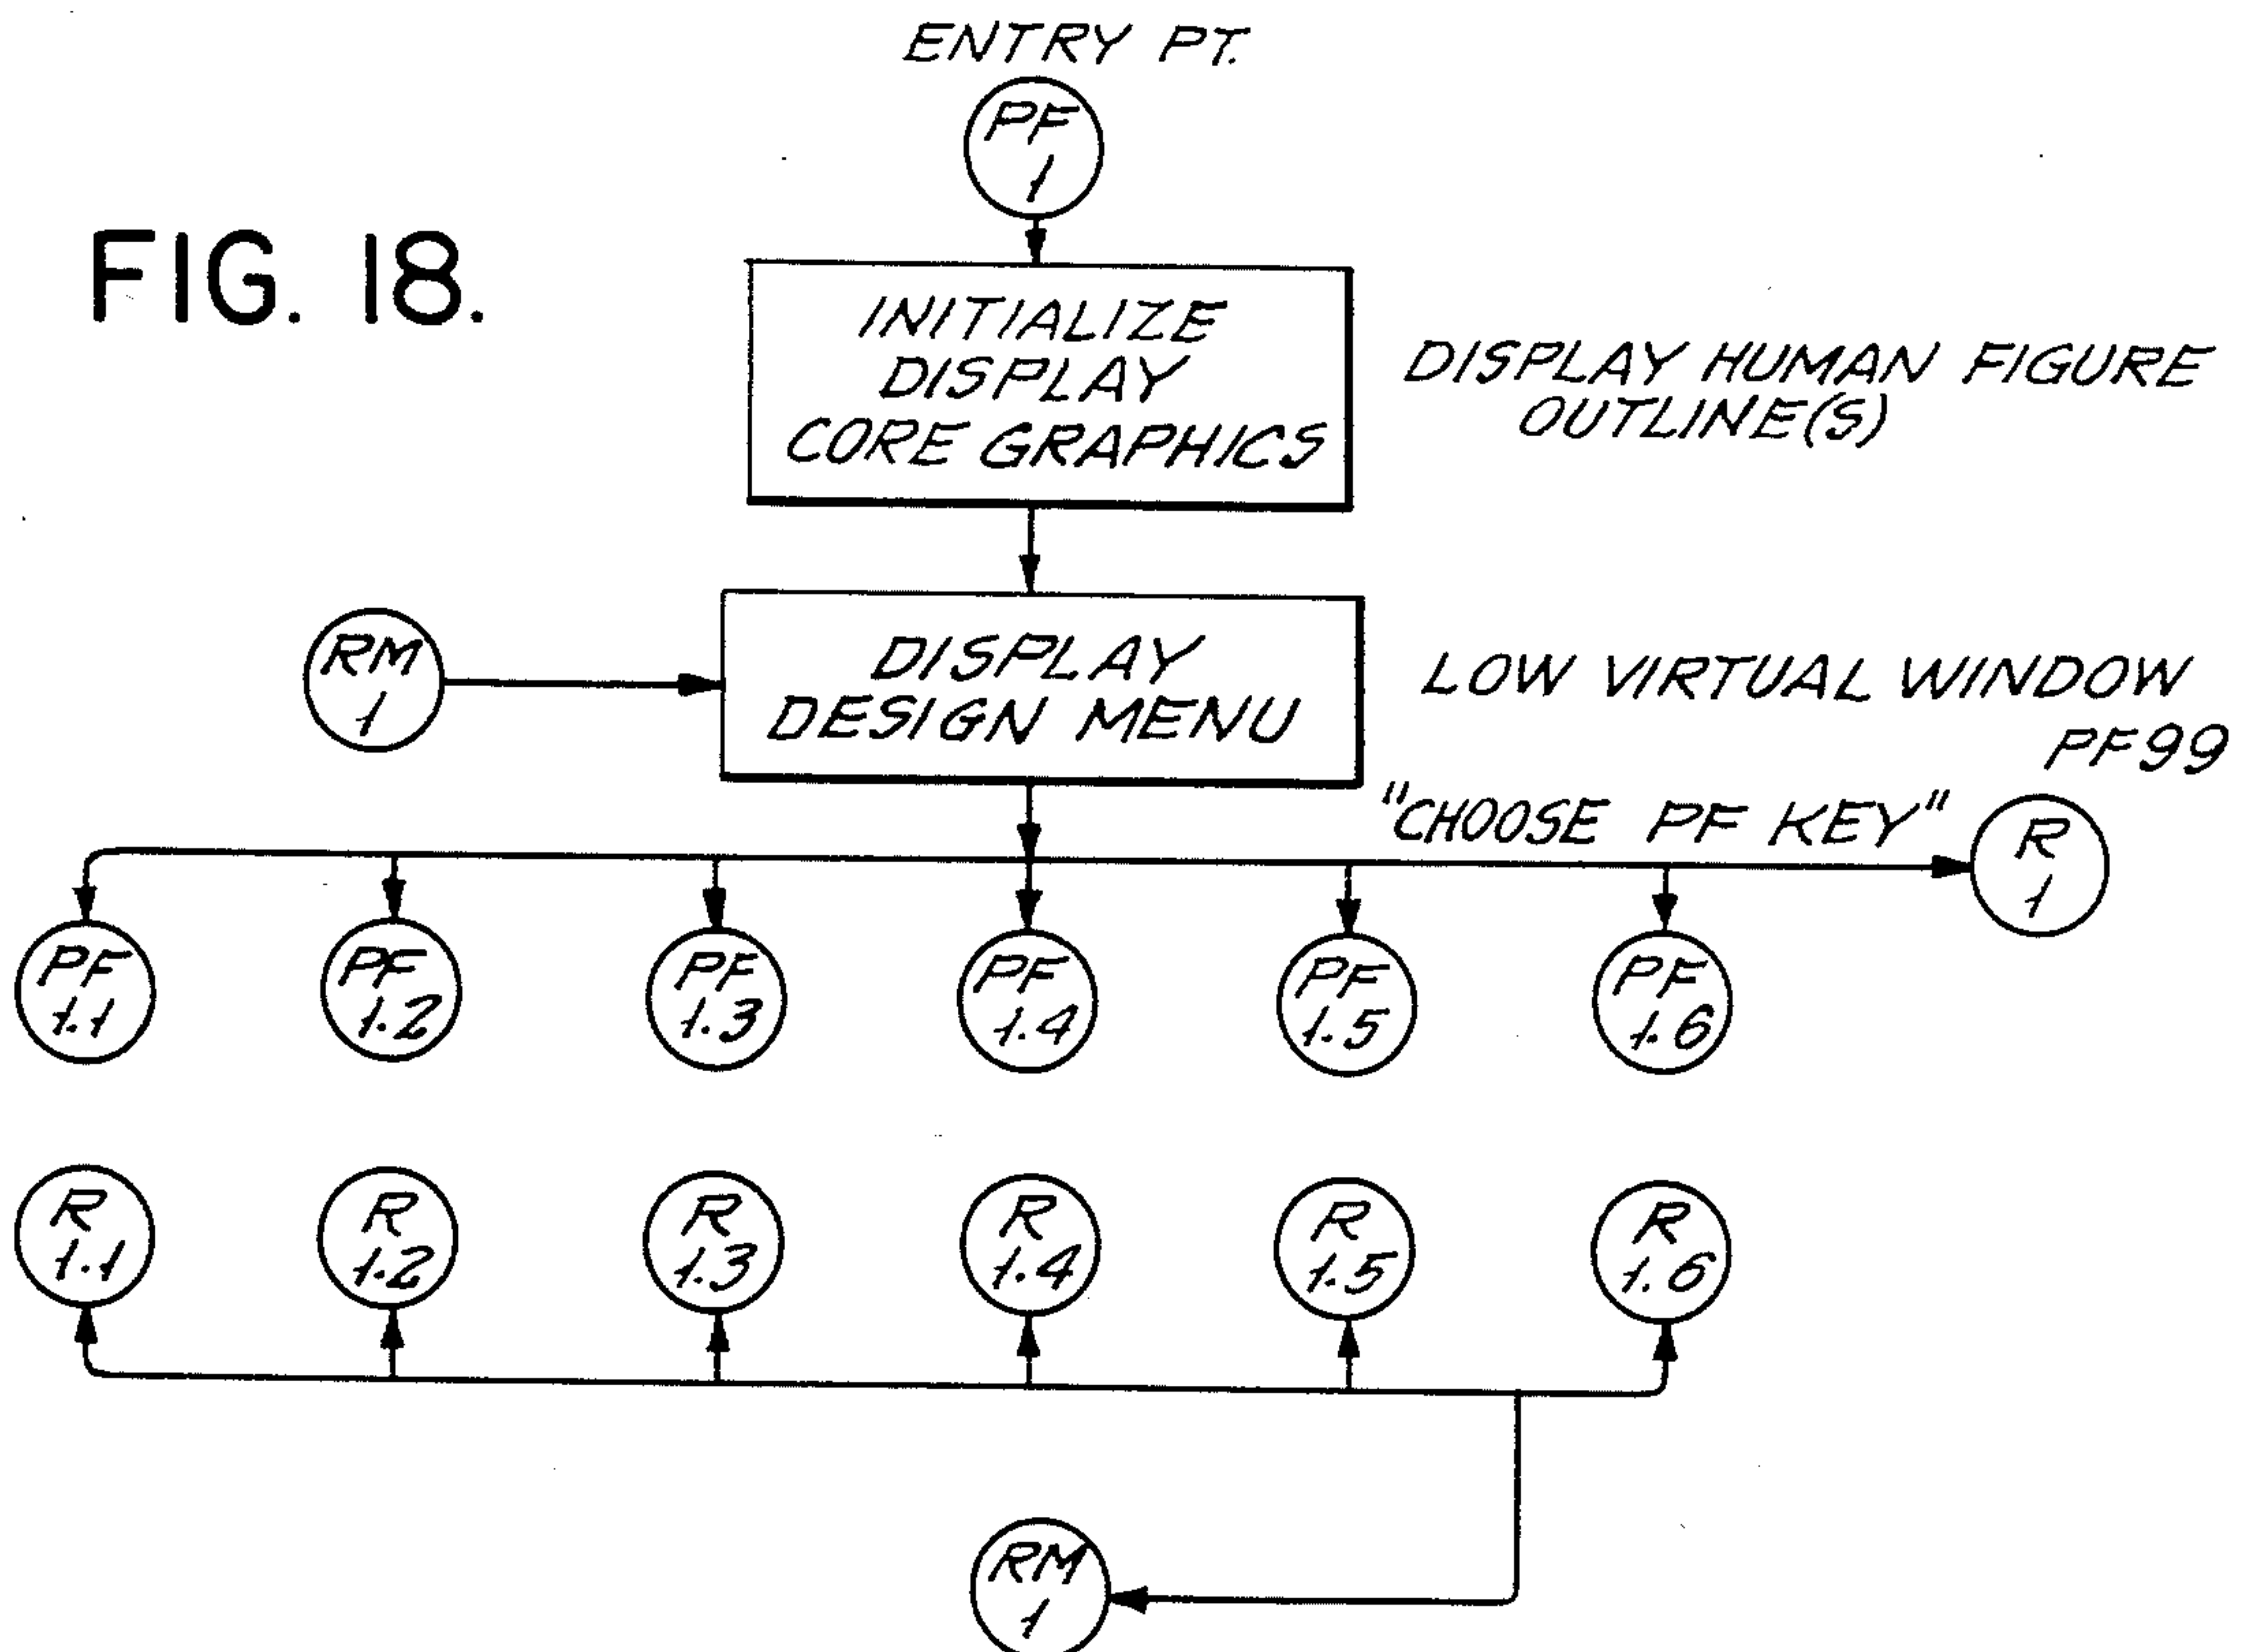 ENTRY PT.
PF
1
FIG. 18.
INITIALIZE
DISPLAY
CORE GRAPHICS
DISPLAY HUMAN FIGURE
OUTLINE(S)
RM
1
DISPLAY
DESIGN MENU
LOW VIRTUAL WINDOW
PF99
"CHOOSE PF KEY"
R
1
PF
1.1
PF
1.2
PF
1.3
PF
1.4
PF
1.5
PF
1.6
R
1.1
R
1.2
R
1.3
R
1.4
R
1.5
R
1.6
RM
1